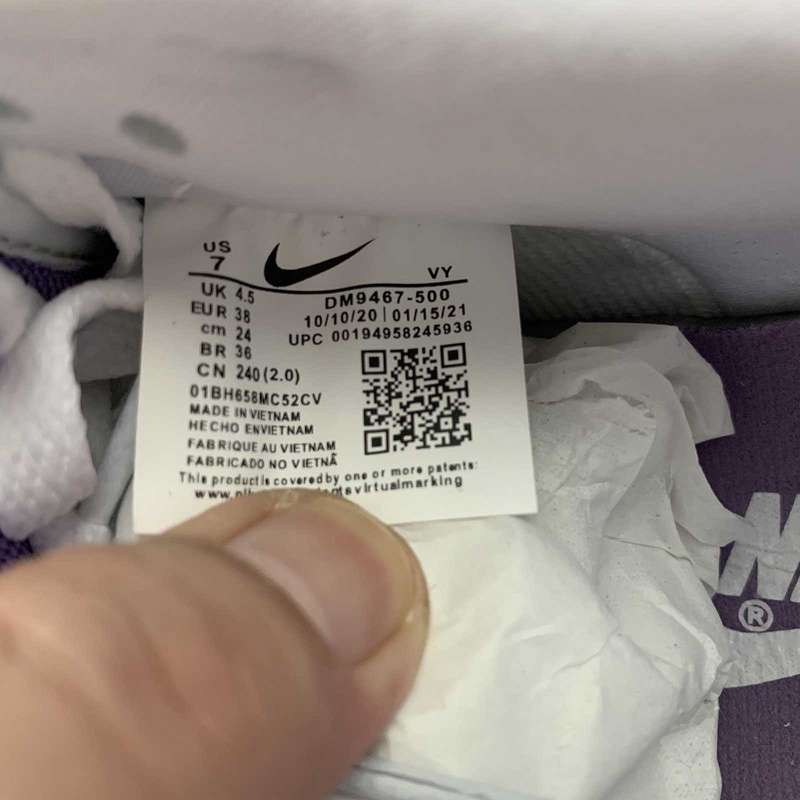 US
7
VY
UK 4.5
EUR 38
cm 24
BR 36
CN 240 (2.0)
DM9467-500
10/10/20 | 01/15/21
UPC 00194958245936
01BH658MC52CV
MADE IN VIETNAM
HECHO ENVIETNAM
FABRIQUE AU VIETNAM
FABRICADO NO VIETNÃ
This product is covered by one or more patents:
virtualmarking
®